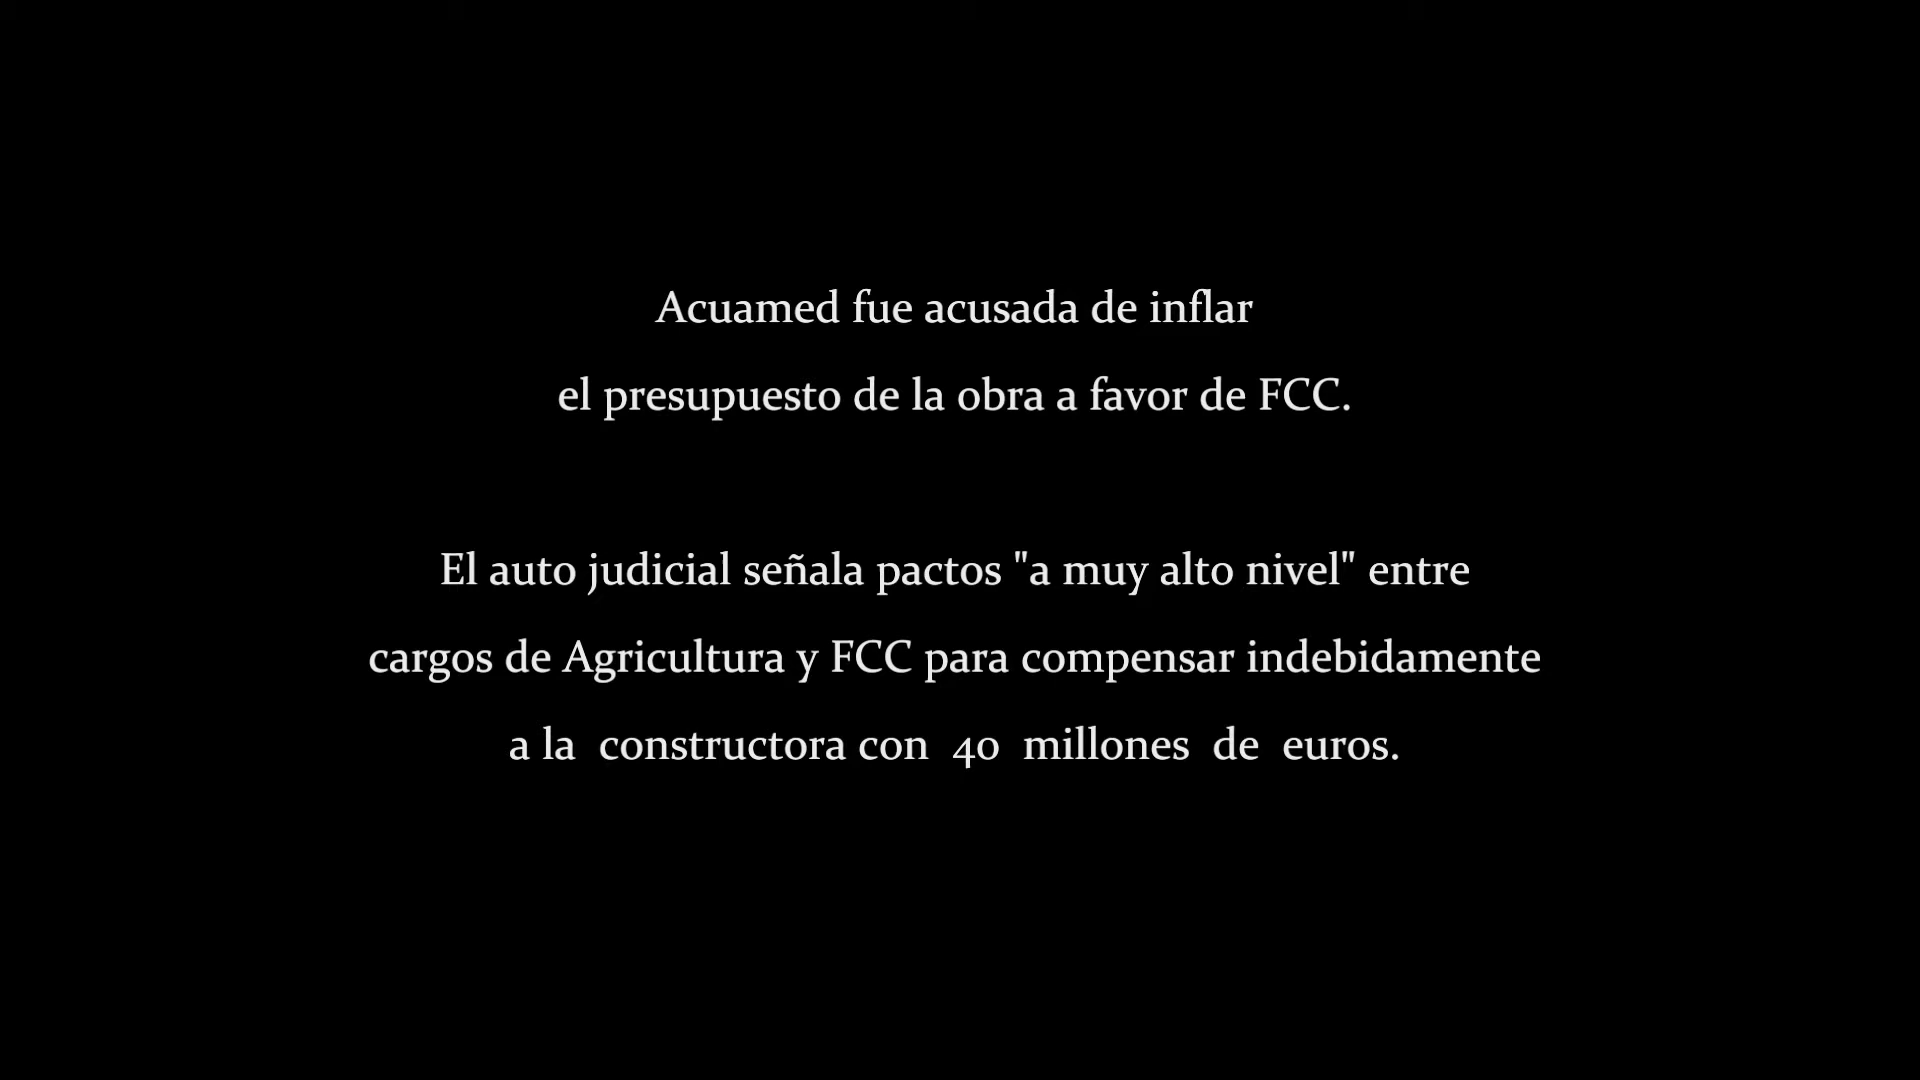 Acuamed fue acusada de inflar
el presupuesto de la obra a favor de FCC.
El auto judicial señala pactos "a muy alto nivel" entre
cargos de Agricultura y FCC para compensar indebidamente
a la constructora con 40 millones de euros.